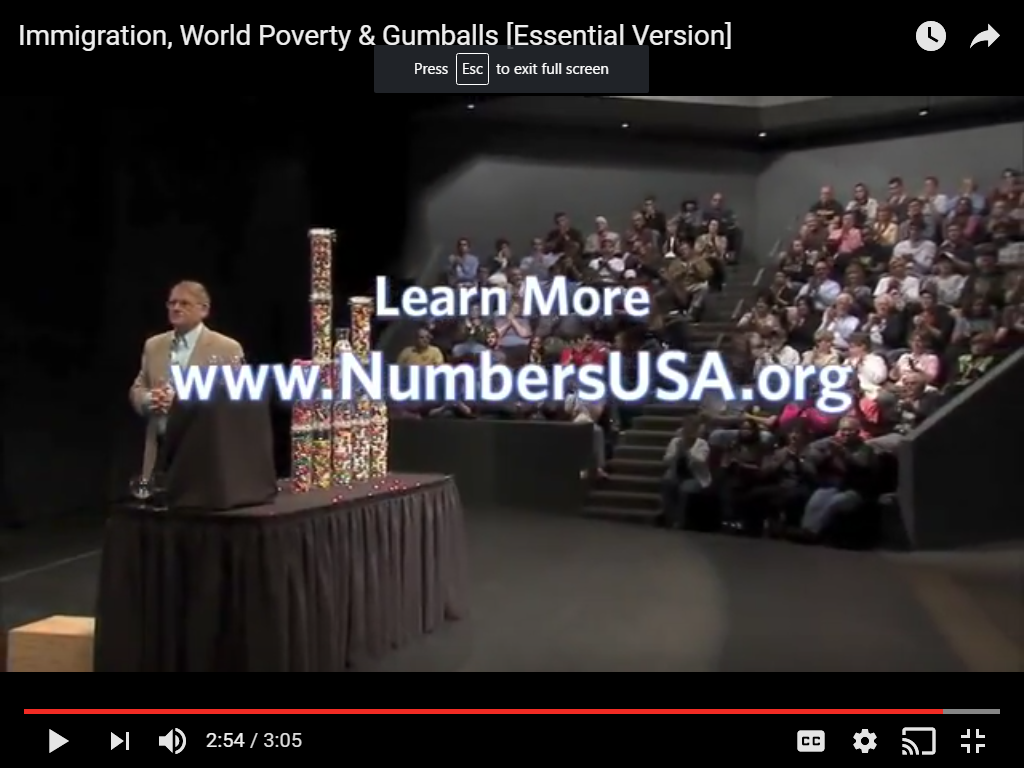 Immigration, World Poverty & Gumballs [Essential Version]
Press Esc to exit full screen
Learn More
www.NumbersUSA.org
2:54 / 3:05
CC